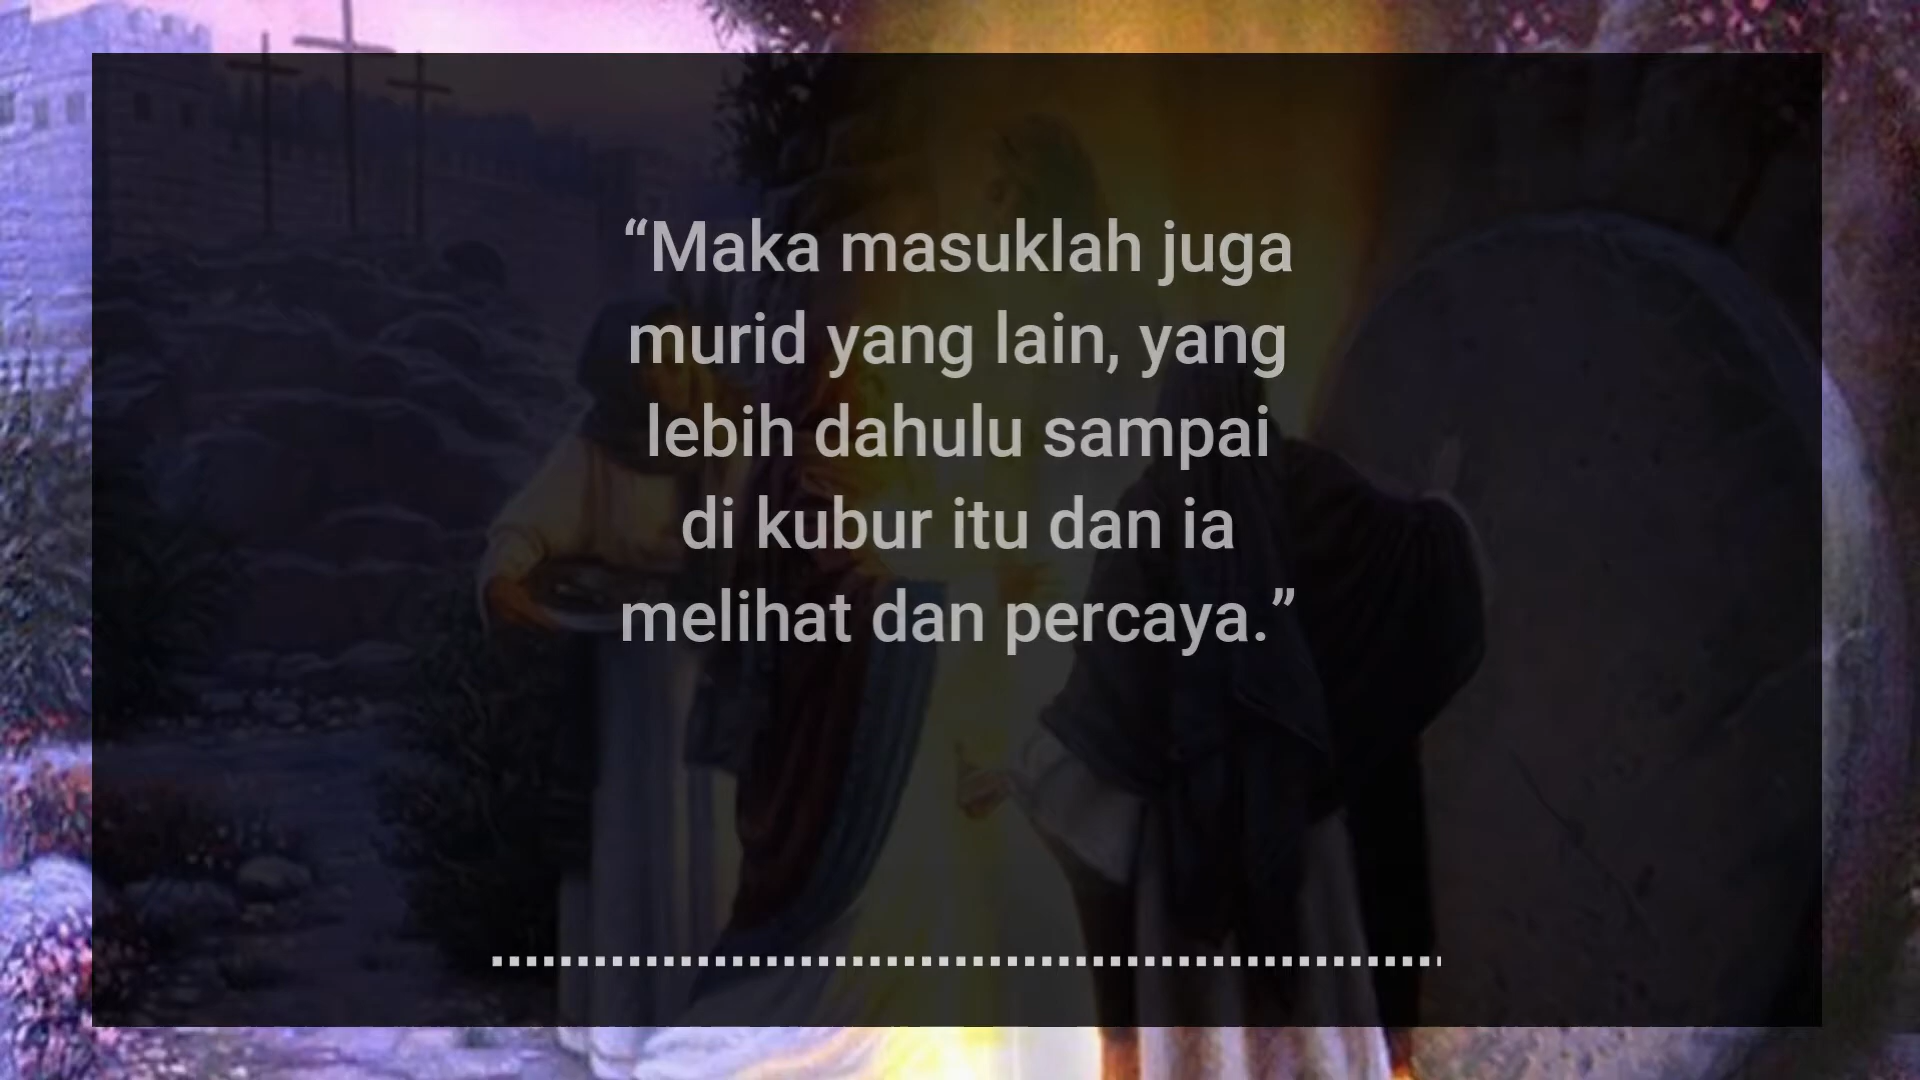 “Maka masuklah juga
murid yang lain, yang
lebih dahulu sampai
di kubur itu dan ia
melihat dan percaya.”